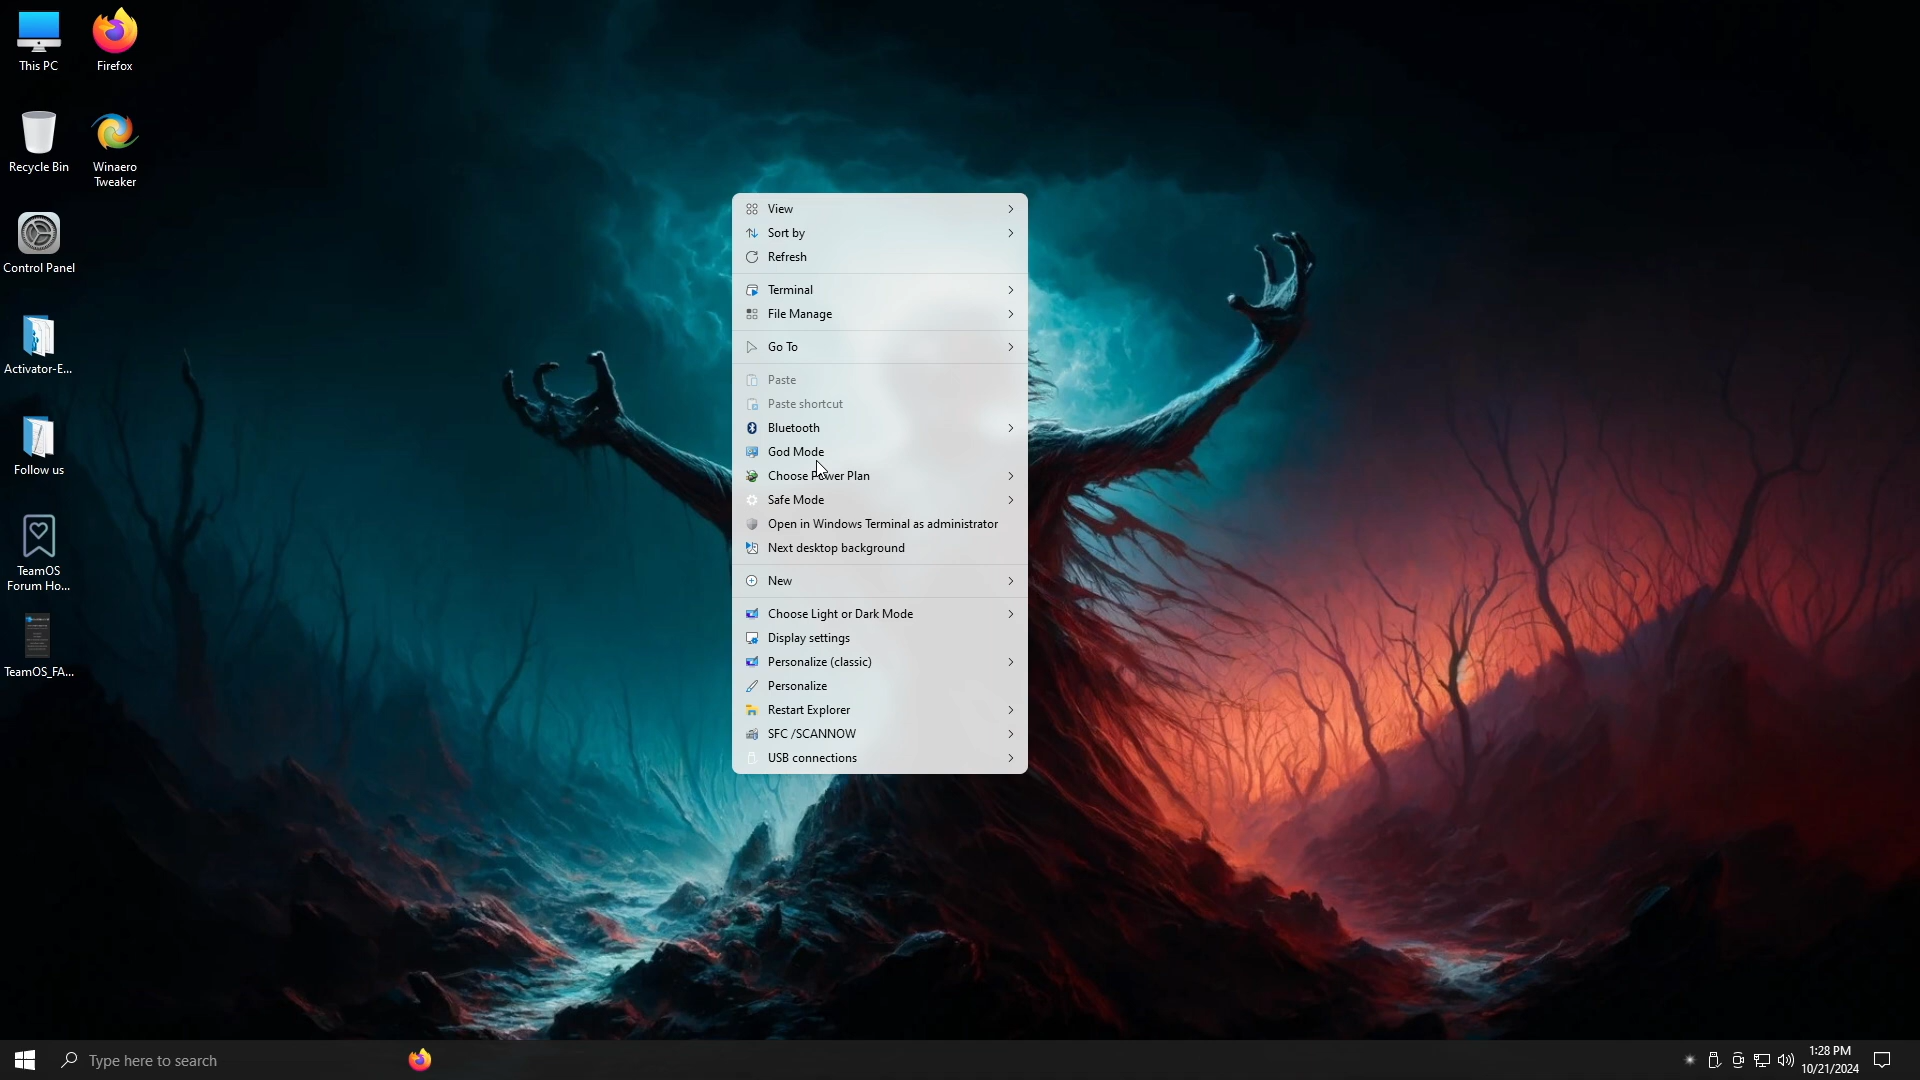 This PC
Firefox
Recycle Bin
Winaero
Tweaker
Control Panel
Activator-E...
Follow us
TeamOS
Forum Ho...
TeamOS_FA...
View
Sort by
Refresh
Terminal
File Manage
Go To
Paste
Paste shortcut
Bluetooth
God Mode
Choose Power Plan
Safe Mode
Open in Windows Terminal as administrator
Next desktop background
New
Choose Light or Dark Mode
Display settings
Personalize (classic)
Personalize
Restart Explorer
SFC /SCANNOW
USB connections
Type here to search
1:28 PM
10/21/2024